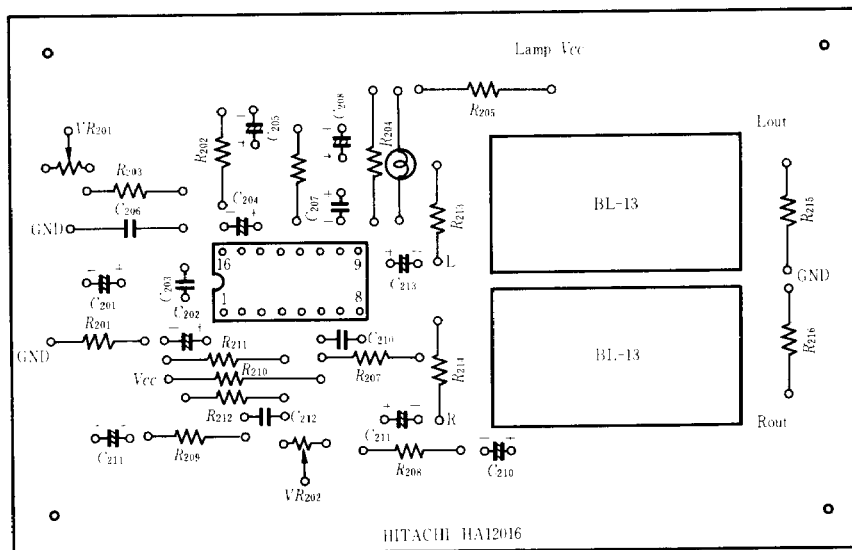 Lamp Vcc
VR201
R202
C205
C208
R204
R205
Lout
R203
C204
C207
R213
BL-13
R215
C206
GND
16
9
L
C213
GND
C203
1
8
C201
C202
R201
C210
R211
R207
R214
BL-13
R216
GND
Vcc
R210
R212
C212
C211
R
Rout
C211
R209
R208
C210
VR202
HITACHI HA12016